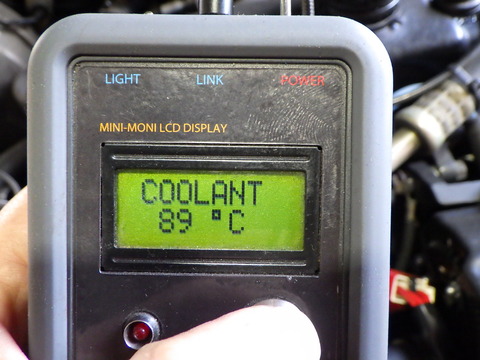 LIGHT LINK POWER
MINI-MONI LCD DISPLAY
COOLANT
89 °C